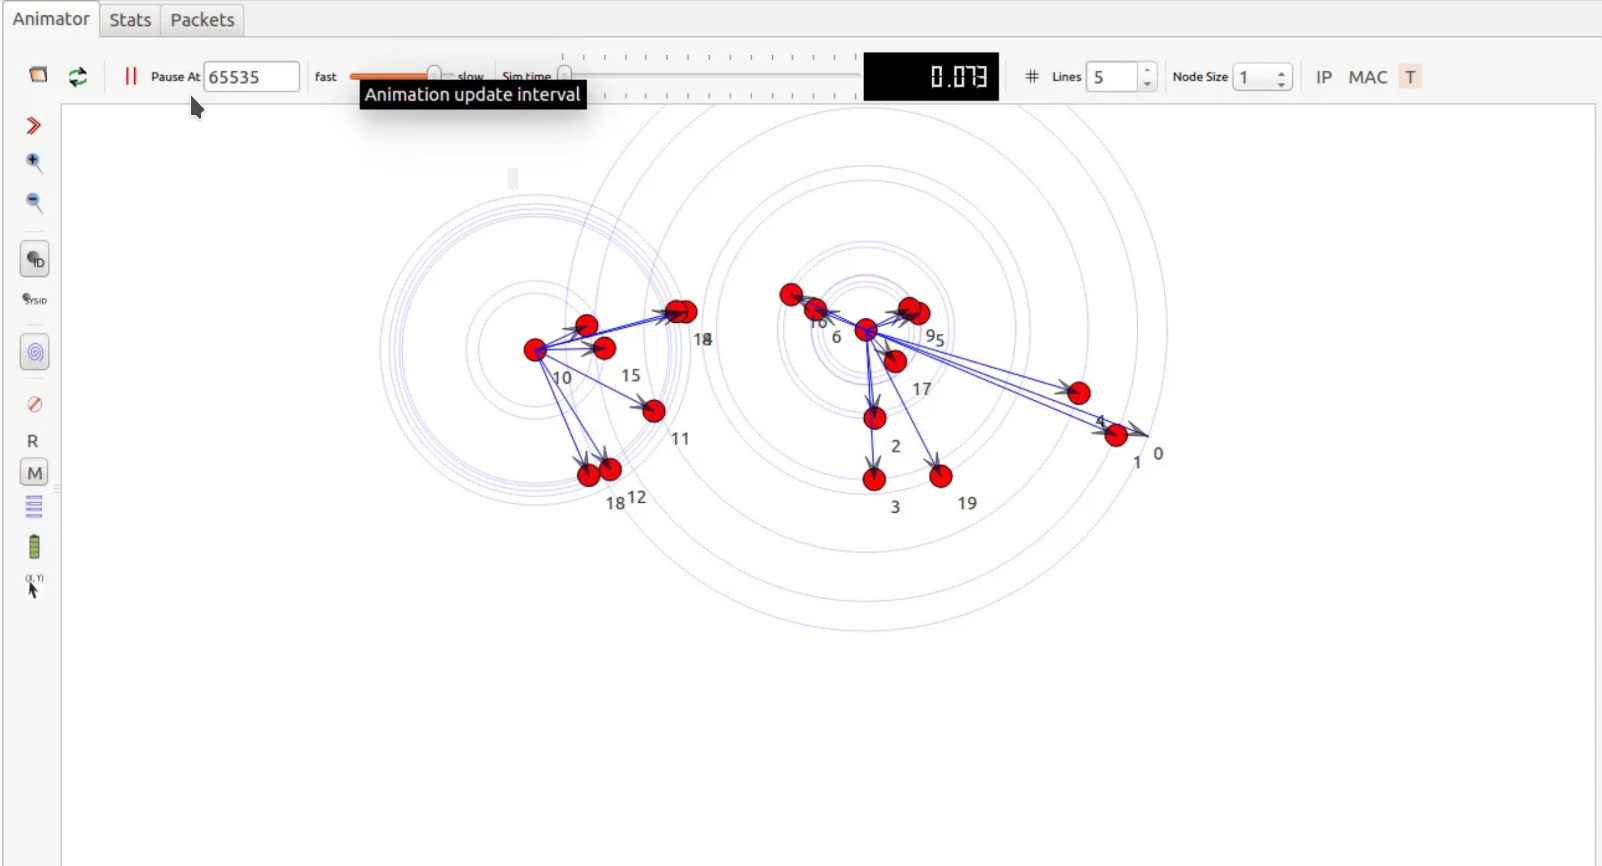 Animator Stats Packets
Pause At 65535 fast slow Sim time 0.073 # Lines 5 Node Size 1 IP MAC T
Animation update interval
ID
SYSID
R
M
(X, Y)
6
9 5
10
15
17
4
11
2
1 0
18 12
3
19